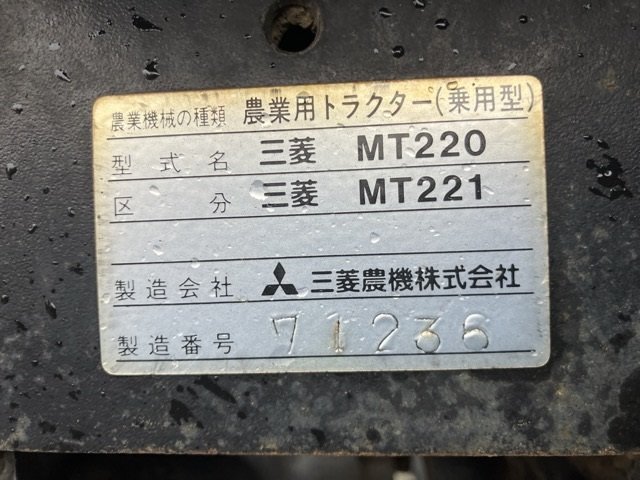 農業機械の種類 農業用トラクター(乗用型)
型式名 三菱 MT220
区分 三菱 MT221
製造会社 三菱農機株式会社
製造番号 71236